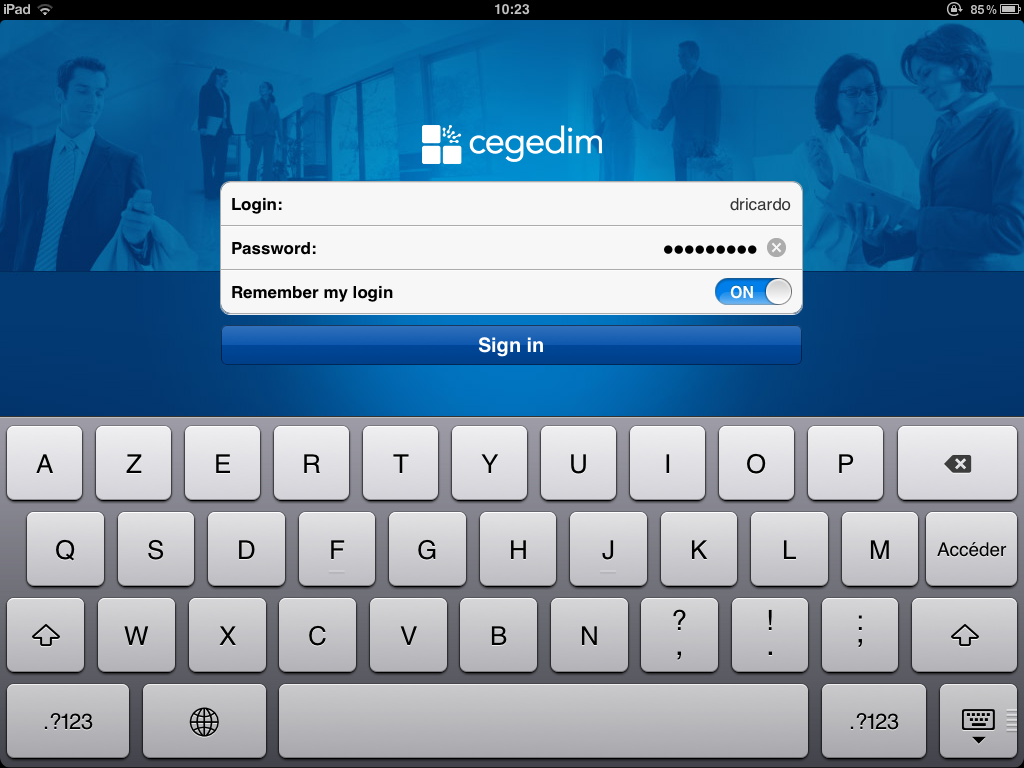 iPad 10:23 85%
cegedim
Login: dricardo
Password: •••••••••
Remember my login ON
Sign in
A Z E R T Y U I O P
Q S D F G H J K L M Accéder
W X C V B N ? , ! . : ;
.?123 .?123